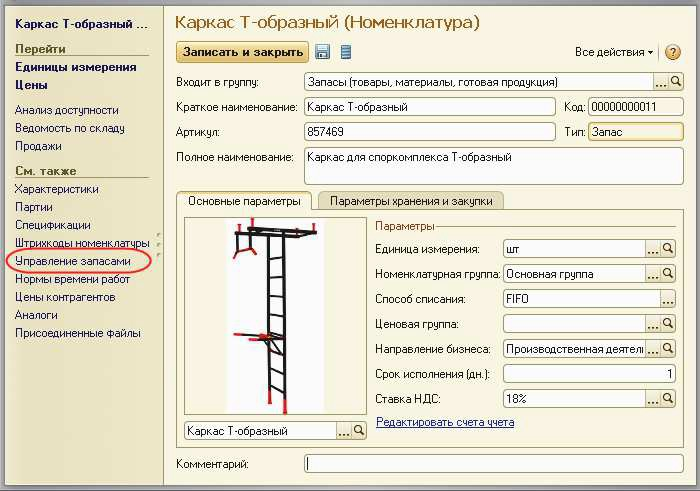 Каркас Т-образный ...
Перейти
Единицы измерения
Цены
Анализ доступности
Ведомость по складу
Продажи
См. также
Характеристики
Партии
Спецификации
Штрихкоды номенклатуры
Управление запасами
Нормы времени работ
Цены контрагентов
Аналоги
Присоединенные файлы
Каркас Т-образный (Номенклатура)
Записать и закрыть Все действия ?
Входит в группу: Запасы (товары, материалы, готовая продукция) ...
Краткое наименование: Каркас Т-образный Код: 00000000011
Артикул: 857469 Тип: Запас
Полное наименование: Каркас для споркомплекса Т-образный
Основные параметры Параметры хранения и закупки
Параметры
Единица измерения: шт ...
Номенклатурная группа: Основная группа ...
Способ списания: FIFO ...
Ценовая группа: ...
Направление бизнеса: Производственная деятел ...
Срок исполнения (дн.): 1
Ставка НДС: 18% ...
Каркас Т-образный ... Редактировать счета учета
Комментарий: